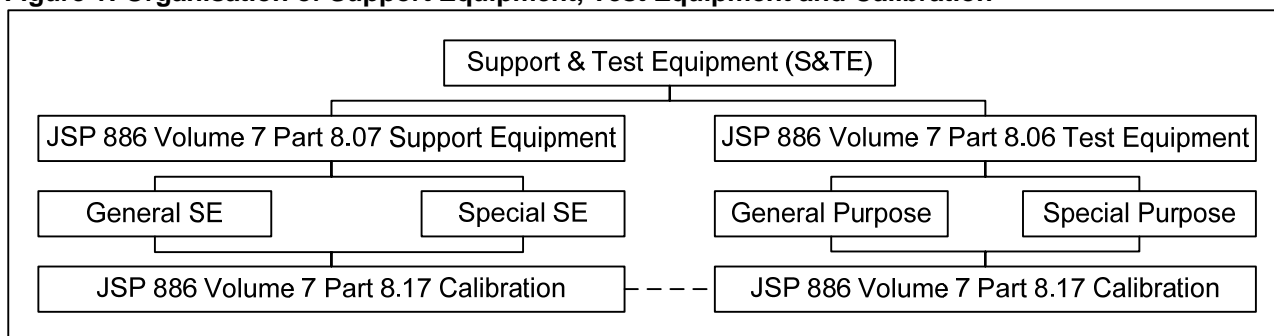 Figure 1: Organisation of Support Equipment, Test Equipment and Calibration
Support & Test Equipment (S&TE)
JSP 886 Volume 7 Part 8.07 Support Equipment
JSP 886 Volume 7 Part 8.06 Test Equipment
General SE
Special SE
General Purpose
Special Purpose
JSP 886 Volume 7 Part 8.17 Calibration
JSP 886 Volume 7 Part 8.17 Calibration